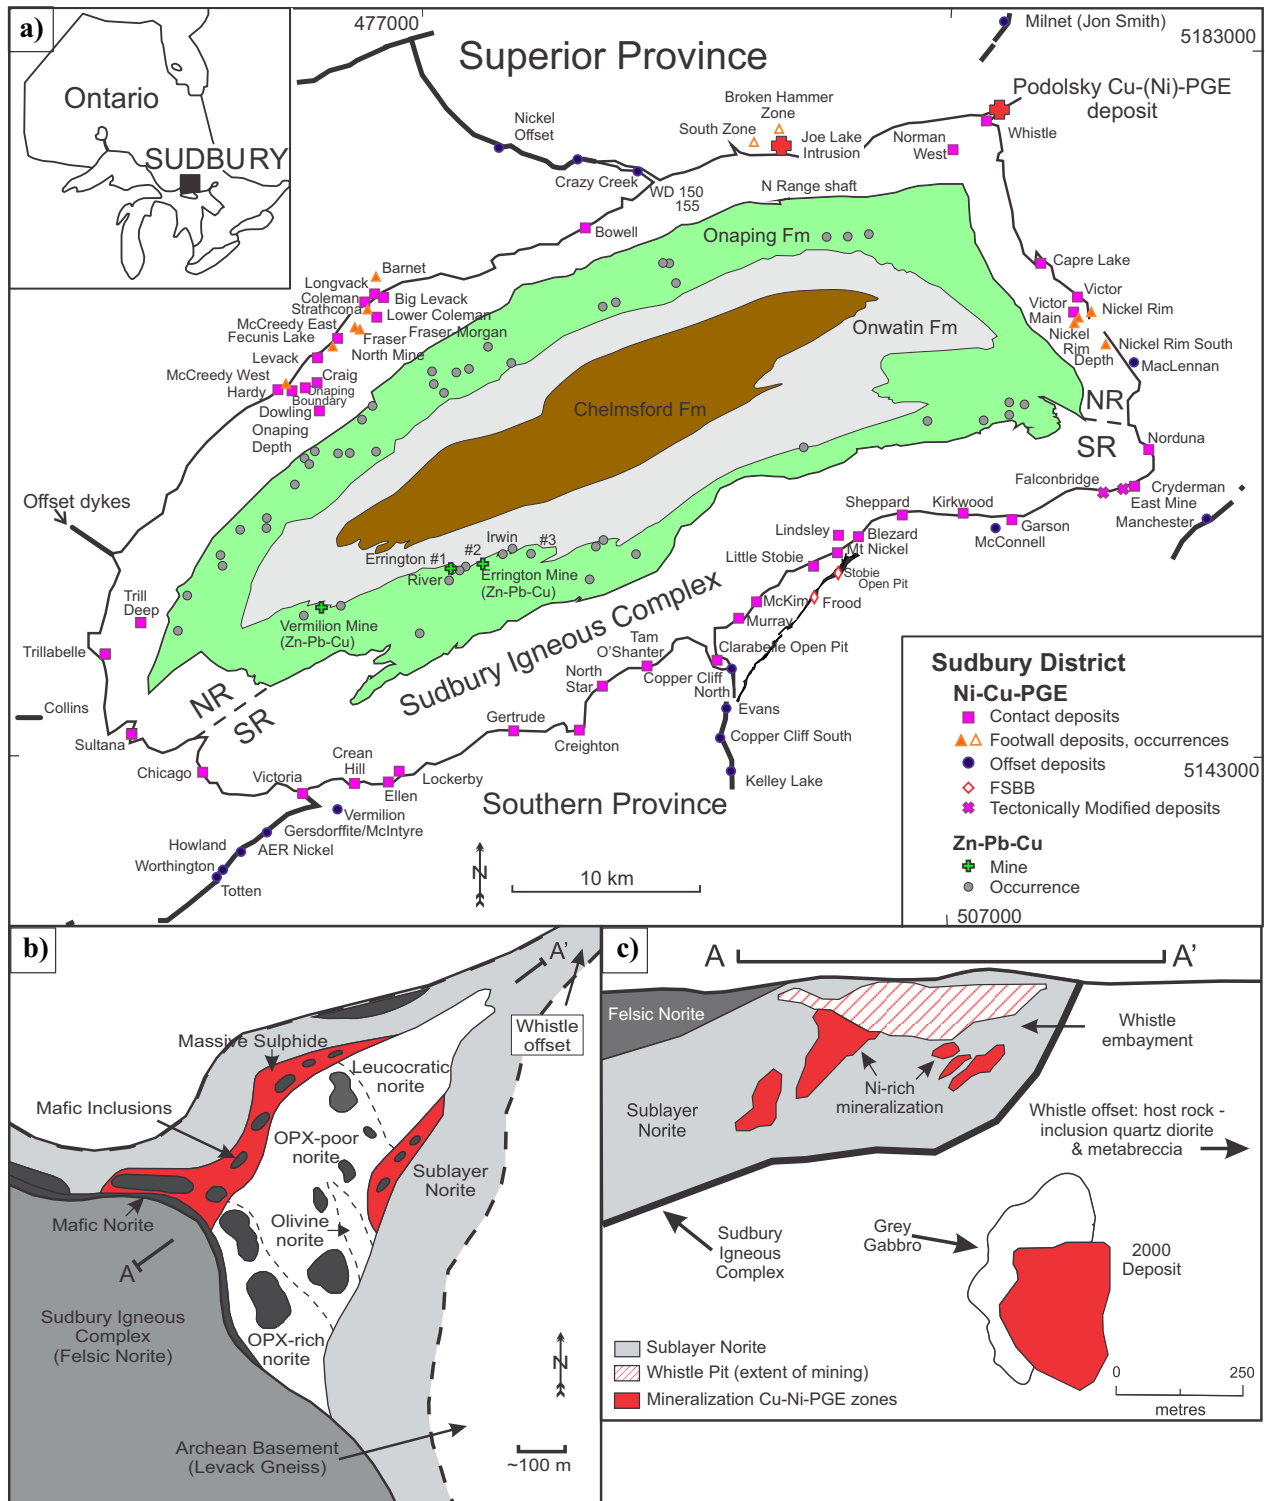 a)
477000
Milnet (Jon Smith)
5183000
Superior Province
Ontario
SUDBURY
Podolsky Cu-(Ni)-PGE
deposit
Broken Hammer
Zone
South Zone
Joe Lake
Intrusion
Norman
West
Whistle
Nickel
Offset
Crazy Creek
WD 150
155
N Range shaft
Bowell
Onaping Fm
Capre Lake
Barnet
Longvack
Coleman
Big Levack
Strathcona
Lower Coleman
McCreedy East
Fraser-Morgan
Fecunis Lake
Fraser
North Mine
Levack
McCreedy West
Craig
Hardy
Onaping
Boundary
Dowling
Onaping
Depth
Victor
Victor
Main
Nickel Rim
Nickel
Rim
Depth
Nickel Rim South
MacLennan
Onwatin Fm
Chelmsford Fm
NR
SR
Norduna
Falconbridge
Cryderman
East Mine
Manchester
Offset dykes
Sheppard
Kirkwood
Garson
McConnell
Lindsley
Blezard
Mt Nickel
Little Stobie
Stobie
Open Pit
Irwin
#3
#2
Errington #1
River
Errington Mine
(Zn-Pb-Cu)
Vermilion Mine
(Zn-Pb-Cu)
McKim
Frood
Murray
Sudbury Igneous Complex
Trill
Deep
Trillabelle
Clarabelle Open Pit
Tam
O'Shanter
Copper Cliff
North
North
Star
NR
SR
Collins
Evans
Sultana
Gertrude
Creighton
Copper Cliff South
Chicago
Crean
Hill
Victoria
Lockerby
Ellen
Kelley Lake
Southern Province
Vermilion
Gersdorffite/McIntyre
Howland
AER Nickel
Worthington
Totten
N
10 km
Sudbury District
Ni-Cu-PGE
Contact deposits
Footwall deposits, occurrences
Offset deposits
FSBB
Tectonically Modified deposits
Zn-Pb-Cu
Mine
Occurrence
5143000
507000
b)
A'
Whistle
offset
Massive Sulphide
Leucocratic
norite
Mafic Inclusions
OPX-poor
norite
Sublayer
Norite
Mafic Norite
Olivine
norite
A
Sudbury Igneous
Complex
(Felsic Norite)
OPX-rich
norite
N
Archean Basement
(Levack Gneiss)
~100 m
c)
A
A'
Felsic Norite
Whistle
embayment
Ni-rich
mineralization
Sublayer
Norite
Whistle offset: host rock -
inclusion quartz diorite
& metabreccia
Sudbury
Igneous
Complex
Grey
Gabbro
2000
Deposit
Sublayer Norite
Whistle Pit (extent of mining)
Mineralization Cu-Ni-PGE zones
0
250
metres